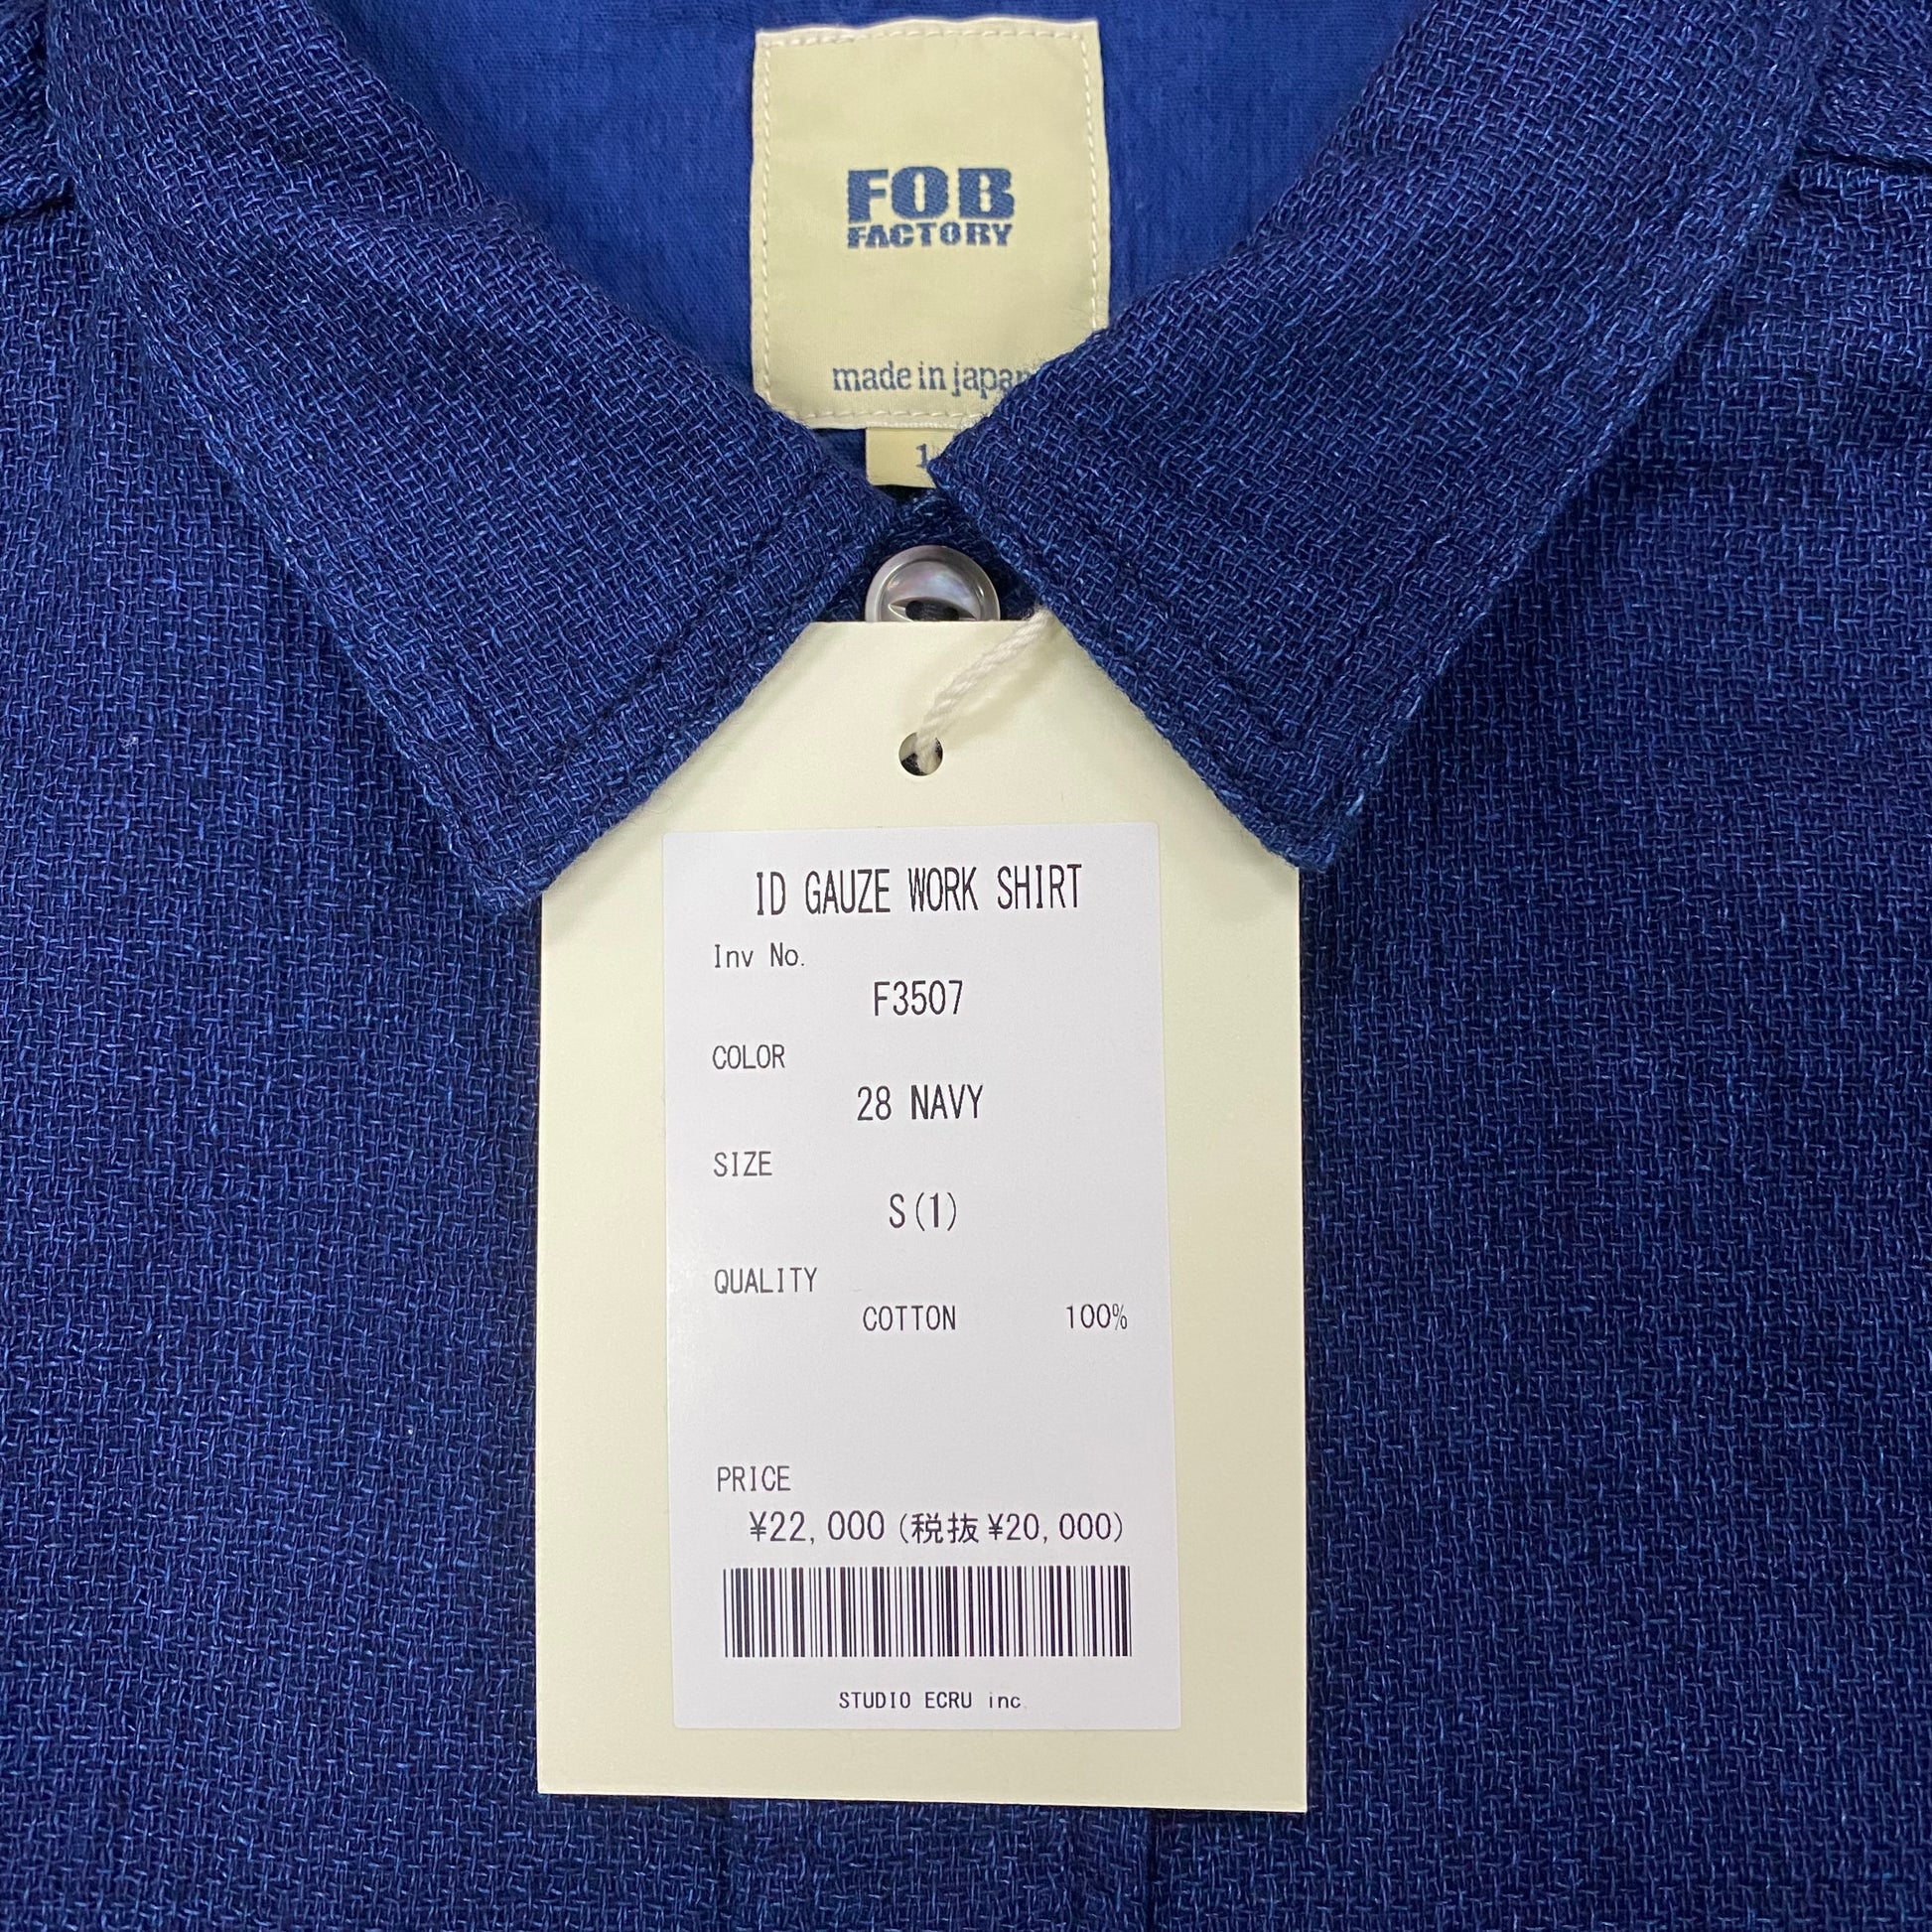 FOB
FACTORY
made in japan
1
ID GAUZE WORK SHIRT
Inv No.
F3507
COLOR
28 NAVY
SIZE
S(1)
QUALITY
COTTON 100%
PRICE
¥22,000(税抜¥20,000)
STUDIO ECRU inc.